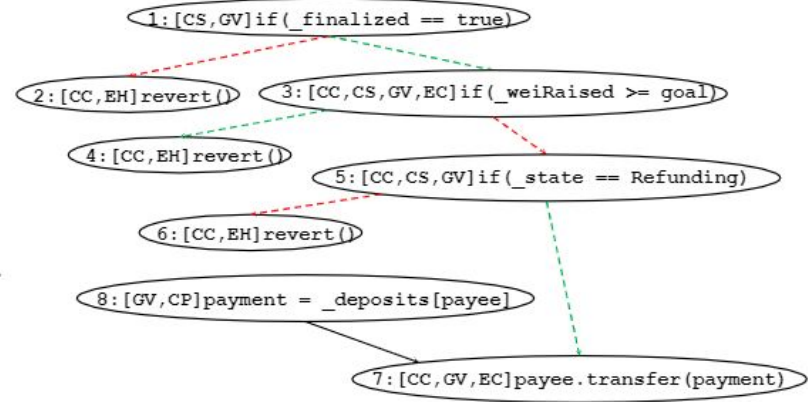 1:[CS,GV]if(_finalized == true)
2:[CC,EH]revert()
3:[CC,CS,GV,EC]if(_weiRaised >= goal)
4:[CC,EH]revert()
5:[CC,CS,GV]if(_state == Refunding)
6:[CC,EH]revert()
8:[GV,CP]payment = _deposits[payee]
7:[CC,GV,EC]payee.transfer(payment)